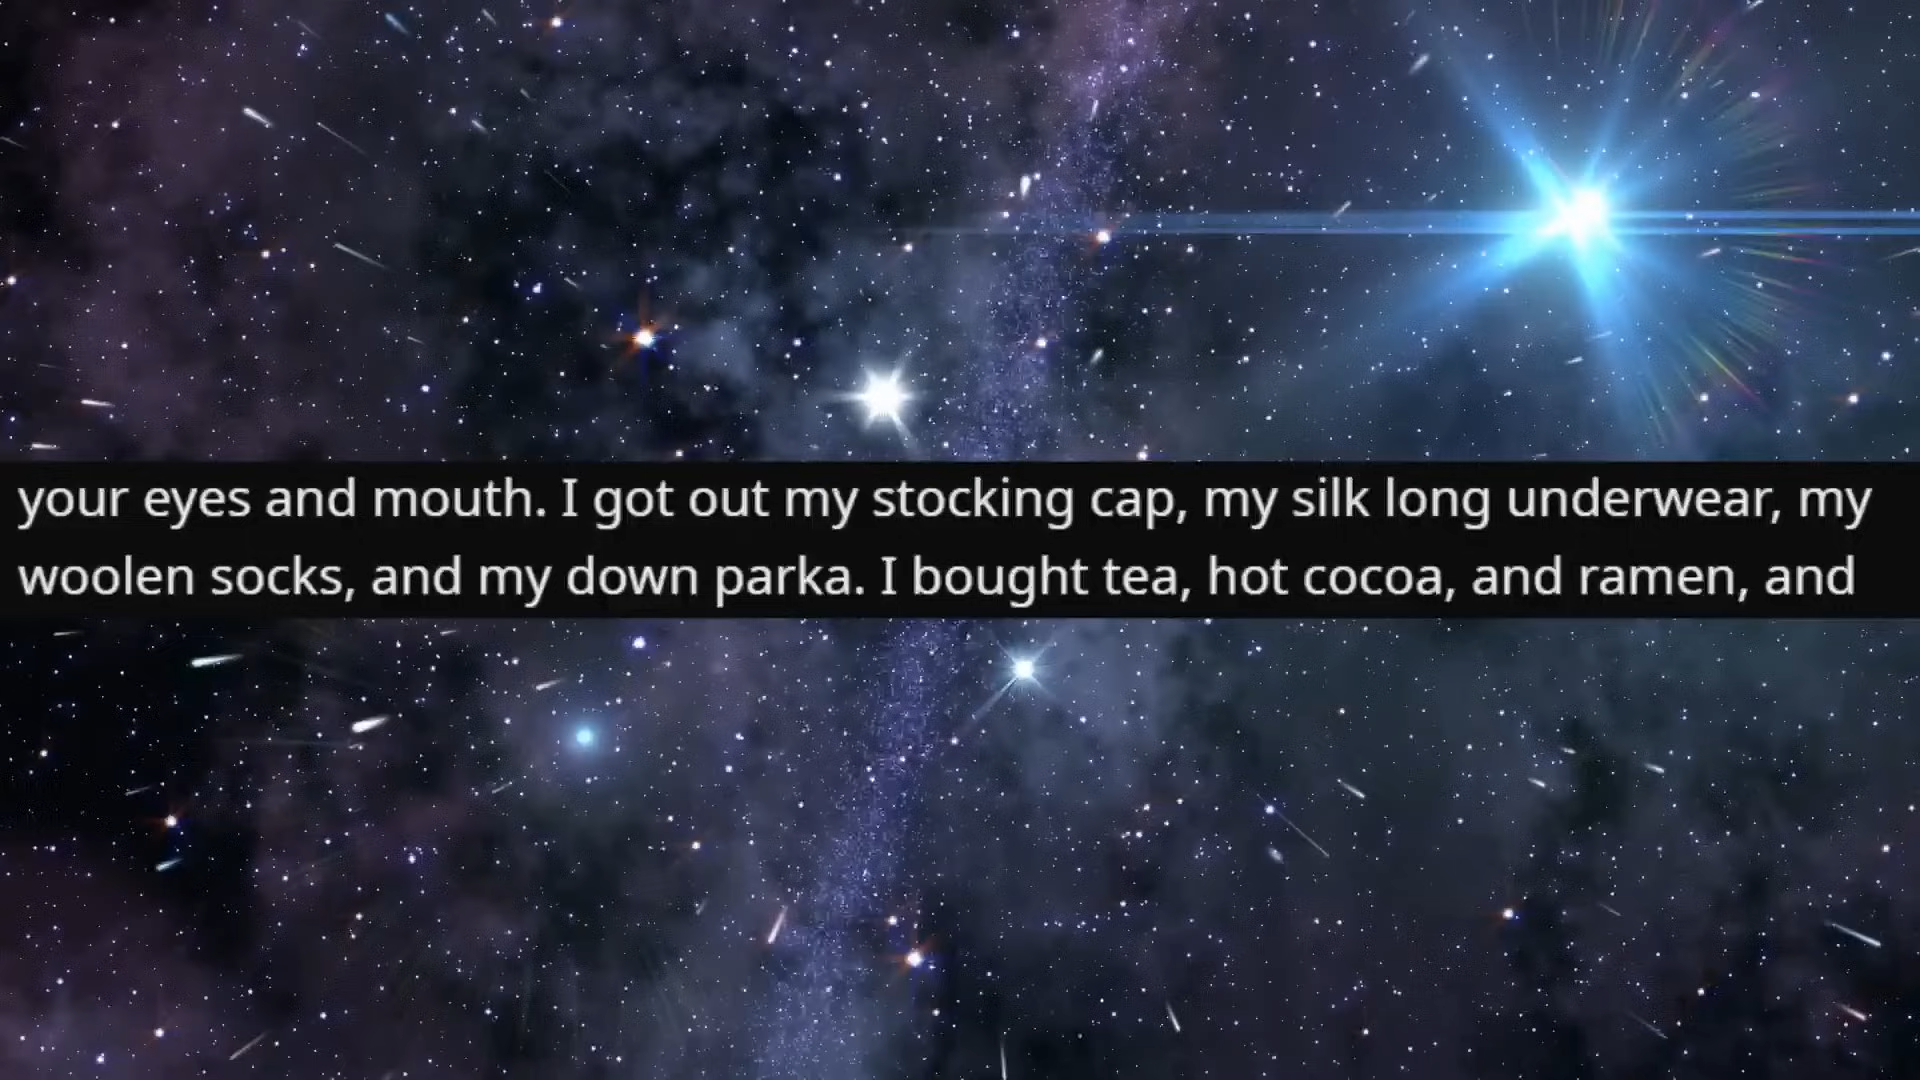 your eyes and mouth. I got out my stocking cap, my silk long underwear, my
woolen socks, and my down parka. I bought tea, hot cocoa, and ramen, and